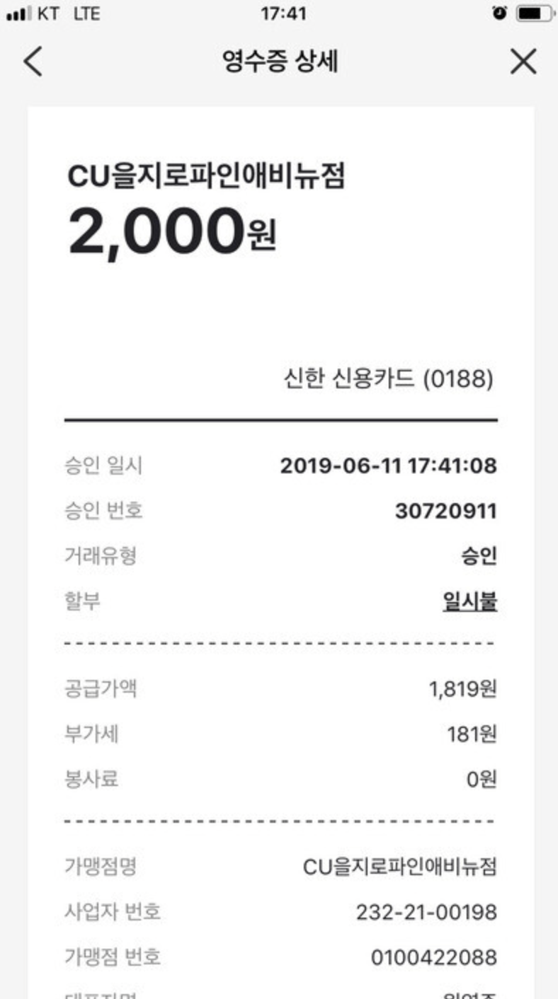 KT LTE 17:41
영수증 상세
CU을지로파인애비뉴점
2,000원
신한 신용카드 (0188)
승인 일시 2019-06-11 17:41:08
승인 번호 30720911
거래유형 승인
할부 일시불
공급가액 1,819원
부가세 181원
봉사료 0원
가맹점명 CU을지로파인애비뉴점
사업자 번호 232-21-00198
가맹점 번호 0100422088